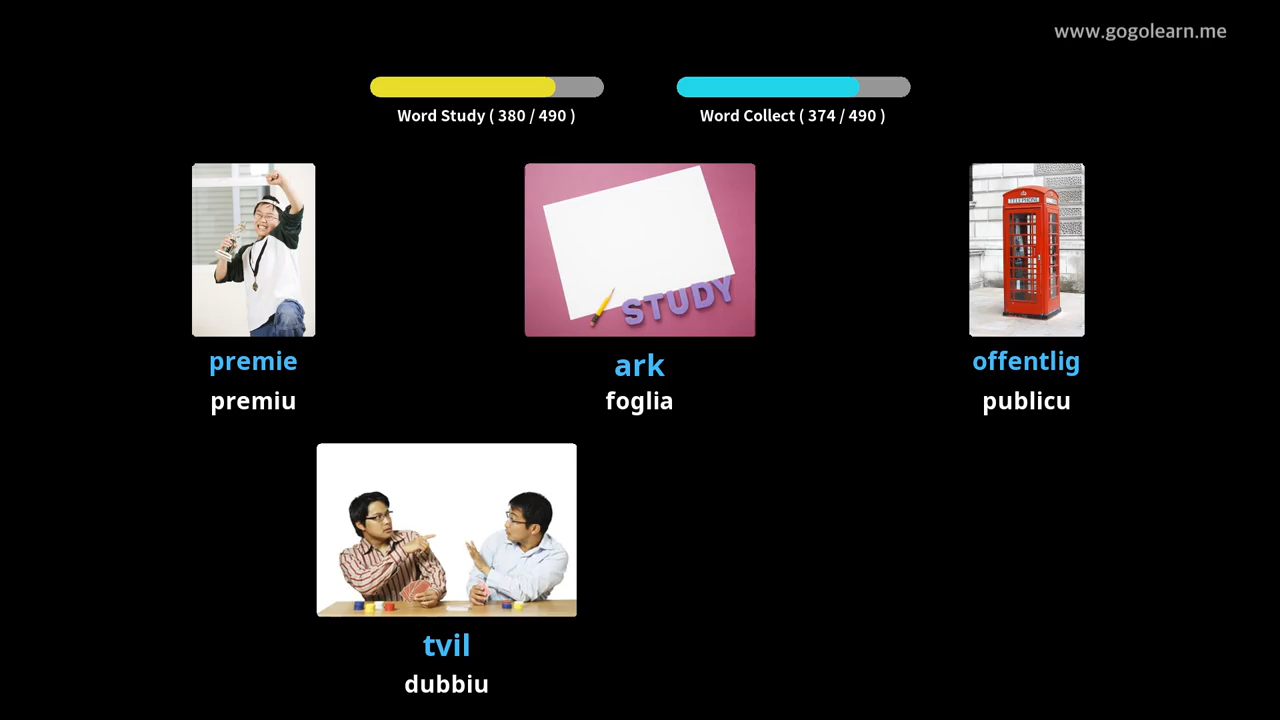 www.gogolearn.me
Word Study ( 380 / 490 )
Word Collect ( 374 / 490 )
TELEPHONE
STUDY
premie
ark
offentlig
premiu
foglia
publicu
tvil
dubbiu